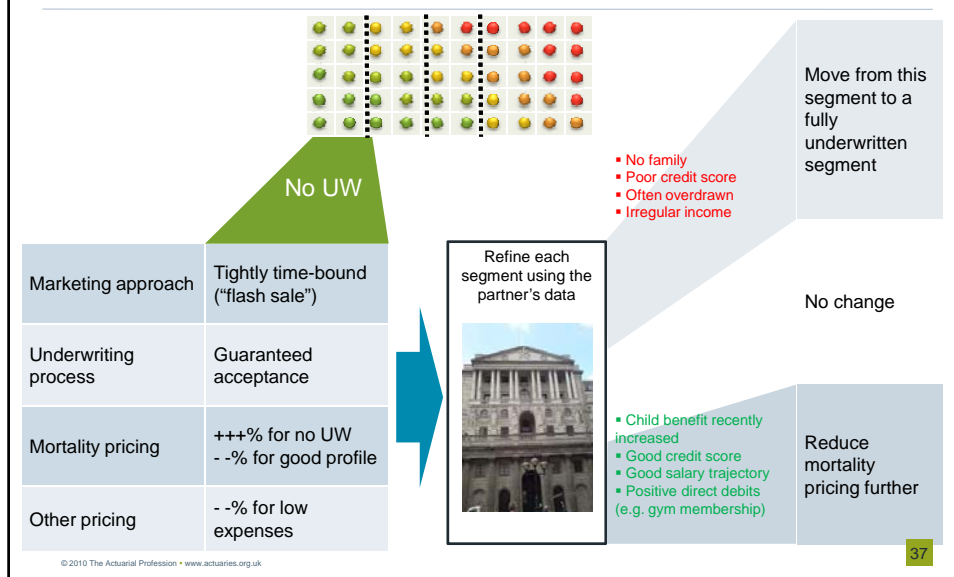 No UW
Marketing approach
Tightly time-bound
(“flash sale”)
Underwriting
process
Guaranteed
acceptance
Mortality pricing
+++% for no UW
- -% for good profile
Other pricing
- -% for low
expenses
Refine each
segment using the
partner’s data
▪ No family
▪ Poor credit score
▪ Often overdrawn
▪ Irregular income
Move from this
segment to a
fully
underwritten
segment
No change
▪ Child benefit recently
increased
▪ Good credit score
▪ Good salary trajectory
▪ Positive direct debits
(e.g. gym membership)
Reduce
mortality
pricing further
© 2010 The Actuarial Profession • www.actuaries.org.uk
37